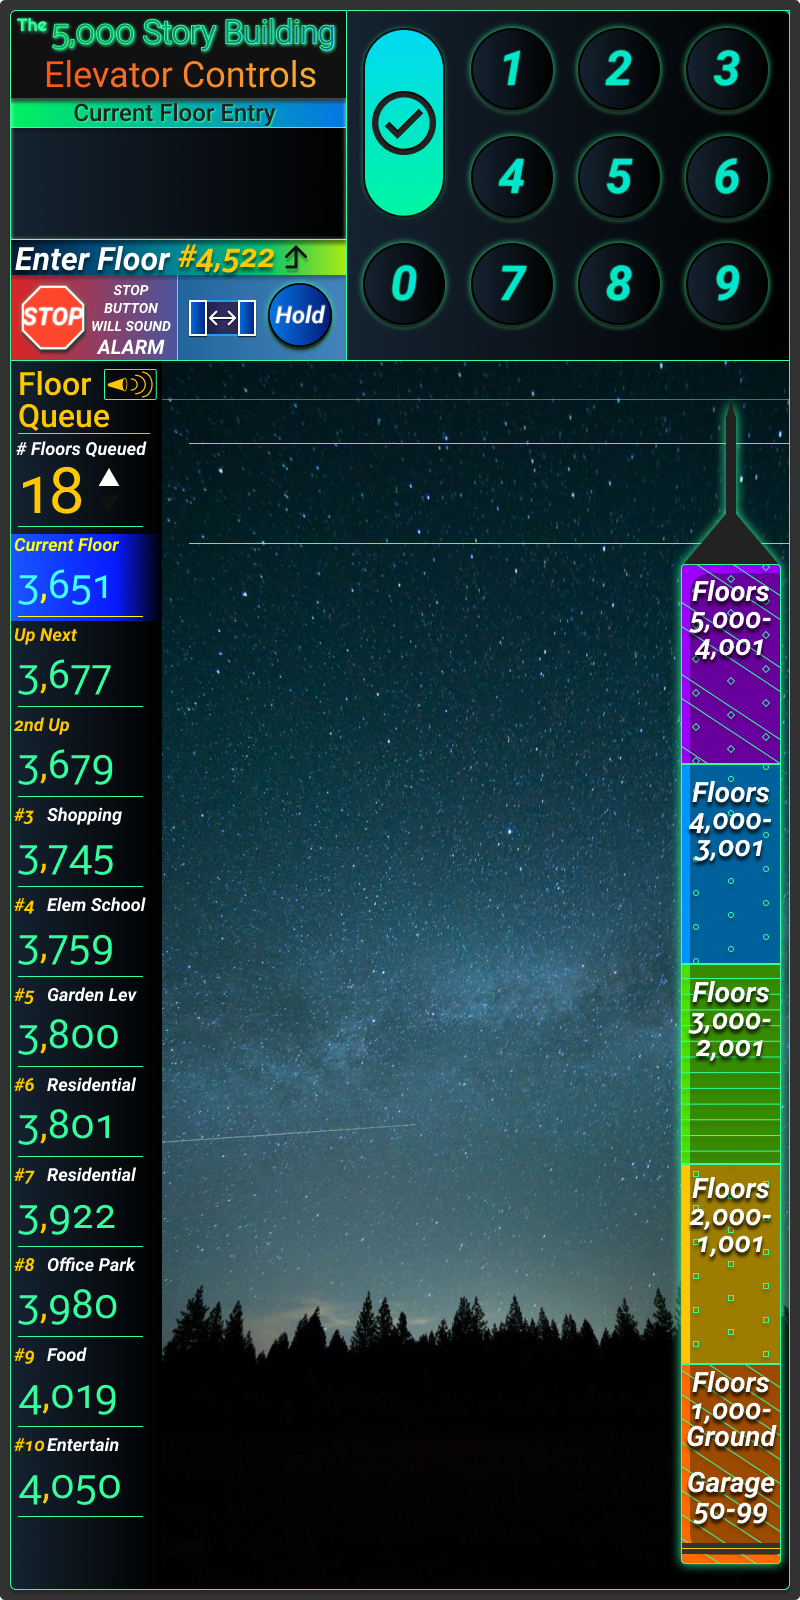 The 5,000 Story Building
Elevator Controls
Current Floor Entry
Enter Floor #4,522
STOP
STOP
BUTTON
WILL SOUND
ALARM
Hold
1 2 3
4 5 6
0 7 8 9
Floor
Queue
# Floors Queued
18
Current Floor
3,651
Up Next
3,677
2nd Up
3,679
#3 Shopping
3,745
#4 Elem School
3,759
#5 Garden Lev
3,800
#6 Residential
3,801
#7 Residential
3,922
#8 Office Park
3,980
#9 Food
4,019
#10 Entertain
4,050
Floors
5,000-
4,001
Floors
4,000-
3,001
Floors
3,000-
2,001
Floors
2,000-
1,001
Floors
1,000-
Ground
Garage
50-99